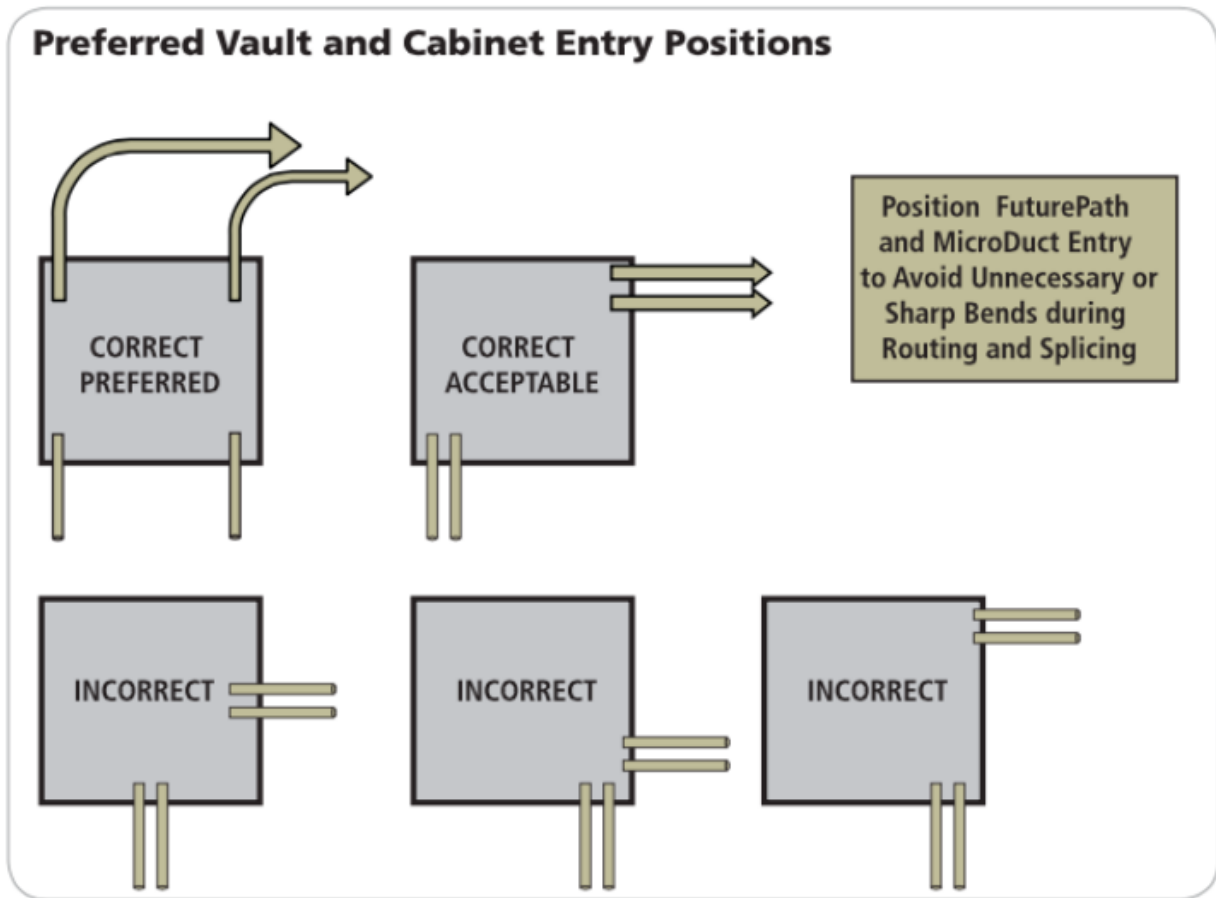 Preferred Vault and Cabinet Entry Positions
CORRECT
PREFERRED
CORRECT
ACCEPTABLE
Position FuturePath
and MicroDuct Entry
to Avoid Unnecessary or
Sharp Bends during
Routing and Splicing
INCORRECT
INCORRECT
INCORRECT